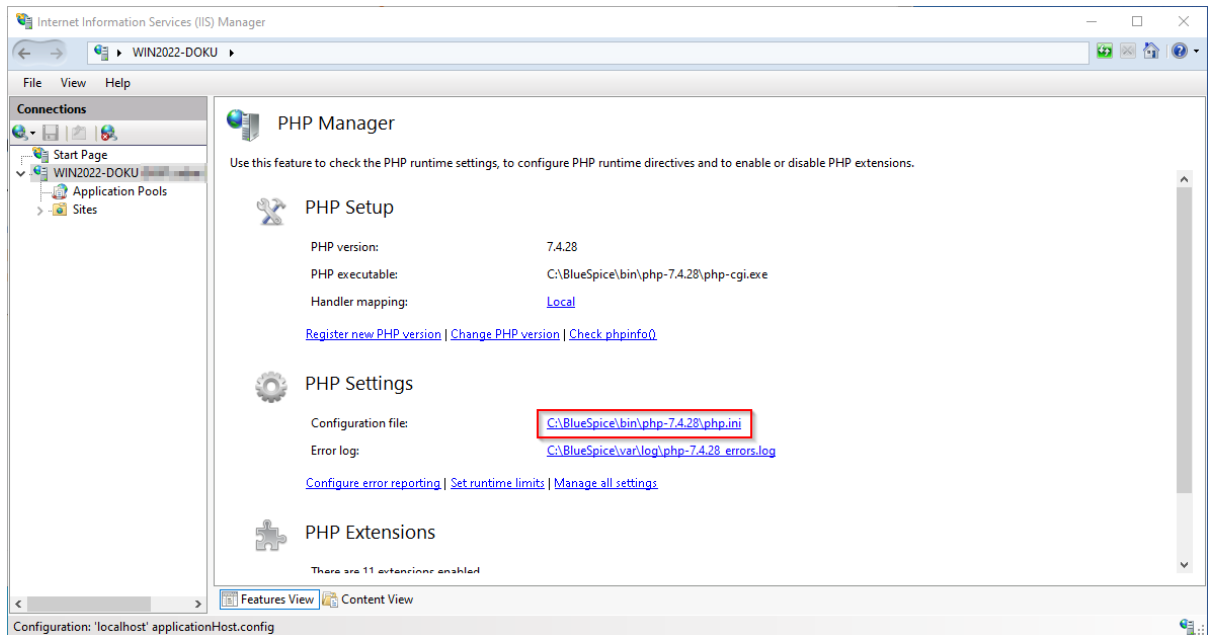 Internet Information Services (IIS) Manager
WIN2022-DOKU
File View Help
Connections
Start Page
WIN2022-DOKU
Application Pools
Sites
PHP Manager
Use this feature to check the PHP runtime settings, to configure PHP runtime directives and to enable or disable PHP extensions.
PHP Setup
PHP version: 7.4.28
PHP executable: C:\BlueSpice\bin\php-7.4.28\php-cgi.exe
Handler mapping: Local
Register new PHP version | Change PHP version | Check phpinfo()
PHP Settings
Configuration file: C:\BlueSpice\bin\php-7.4.28\php.ini
Error log: C:\BlueSpice\var\log\php-7.4.28_errors.log
Configure error reporting | Set runtime limits | Manage all settings
PHP Extensions
There are 11 extensions enabled
Features View Content View
Configuration: 'localhost' applicationHost.config